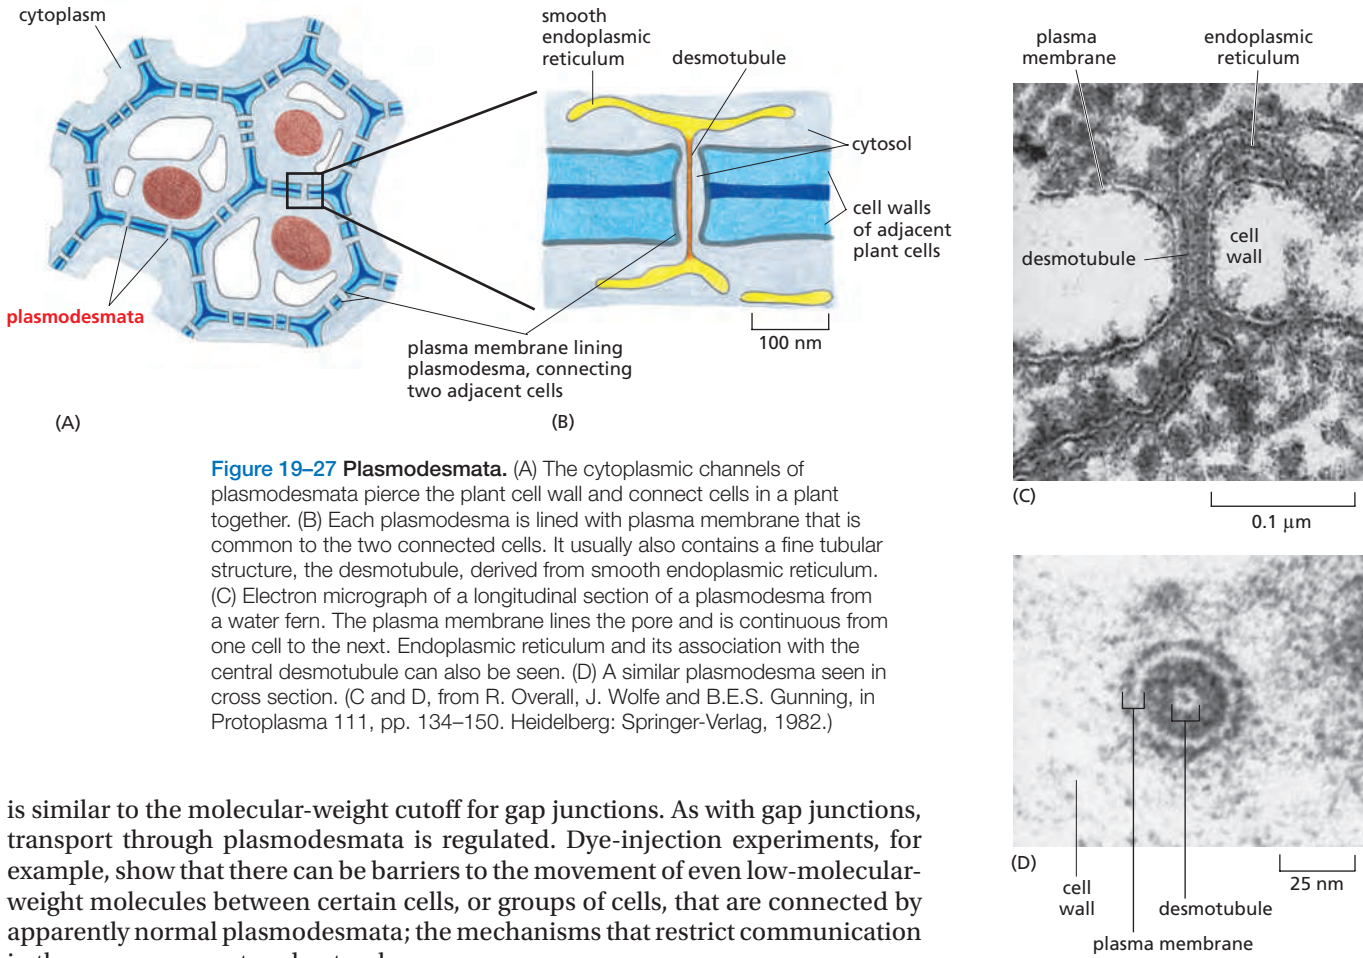 cytoplasm
plasmodesmata
(A)
smooth
endoplasmic
reticulum
desmotubule
cytosol
cell walls
of adjacent
plant cells
100 nm
plasma membrane lining
plasmodesma, connecting
two adjacent cells
(B)
plasma
membrane
endoplasmic
reticulum
desmotubule
cell
wall
(C)
0.1 μm
(D)
25 nm
cell
wall
desmotubule
plasma membrane
Figure 19–27 Plasmodesmata. (A) The cytoplasmic channels of
plasmodesmata pierce the plant cell wall and connect cells in a plant
together. (B) Each plasmodesma is lined with plasma membrane that is
common to the two connected cells. It usually also contains a fine tubular
structure, the desmotubule, derived from smooth endoplasmic reticulum.
(C) Electron micrograph of a longitudinal section of a plasmodesma from
a water fern. The plasma membrane lines the pore and is continuous from
one cell to the next. Endoplasmic reticulum and its association with the
central desmotubule can also be seen. (D) A similar plasmodesma seen in
cross section. (C and D, from R. Overall, J. Wolfe and B.E.S. Gunning, in
Protoplasma 111, pp. 134–150. Heidelberg: Springer-Verlag, 1982.)
is similar to the molecular-weight cutoff for gap junctions. As with gap junctions,
transport through plasmodesmata is regulated. Dye-injection experiments, for
example, show that there can be barriers to the movement of even low-molecular-
weight molecules between certain cells, or groups of cells, that are connected by
apparently normal plasmodesmata; the mechanisms that restrict communication